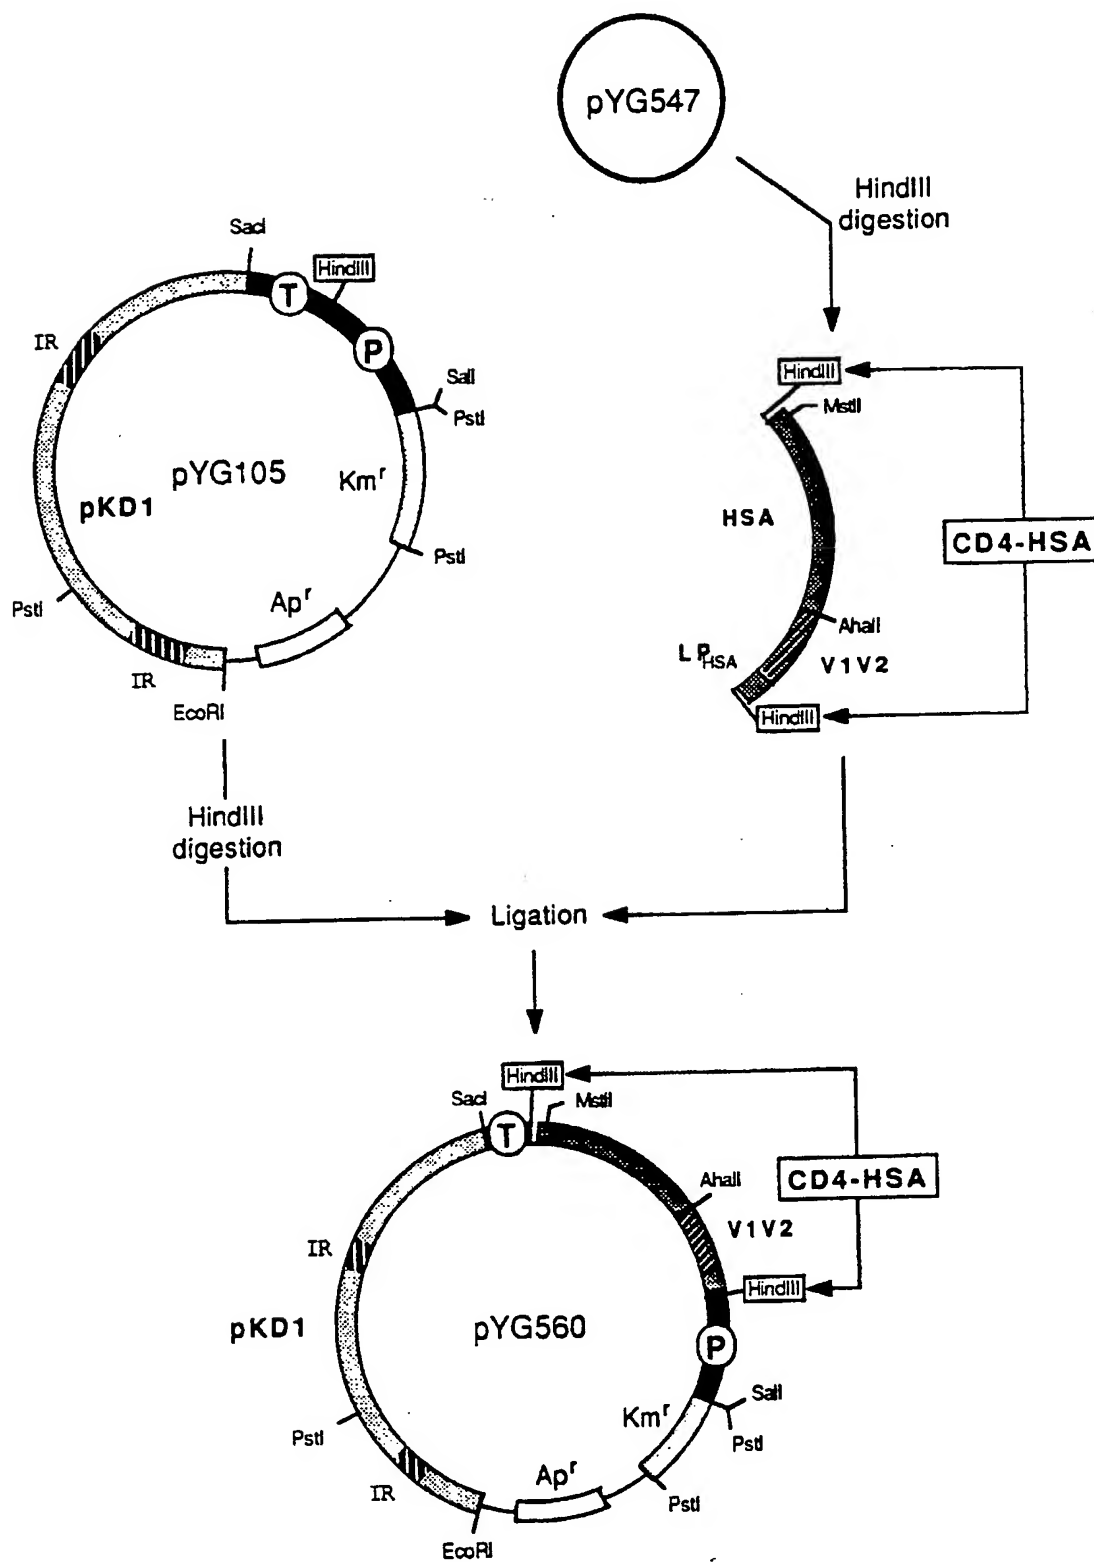 pYG547
HindIII
digestion
SacI
HindIII
T
IR
P
SalI
PstI
pYG105
Km^r
pKD1
PstI
PstI
Ap^r
IR
EcoRI
HindIII
MstII
HSA
CD4-HSA
AhaII
LP_HSA
V1V2
HindIII
HindIII
digestion
Ligation
HindIII
SacI
MstII
T
AhaII
CD4-HSA
V1V2
IR
HindIII
pKD1
pYG560
P
SalI
Km^r
PstI
PstI
Ap^r
IR
PstI
EcoRI